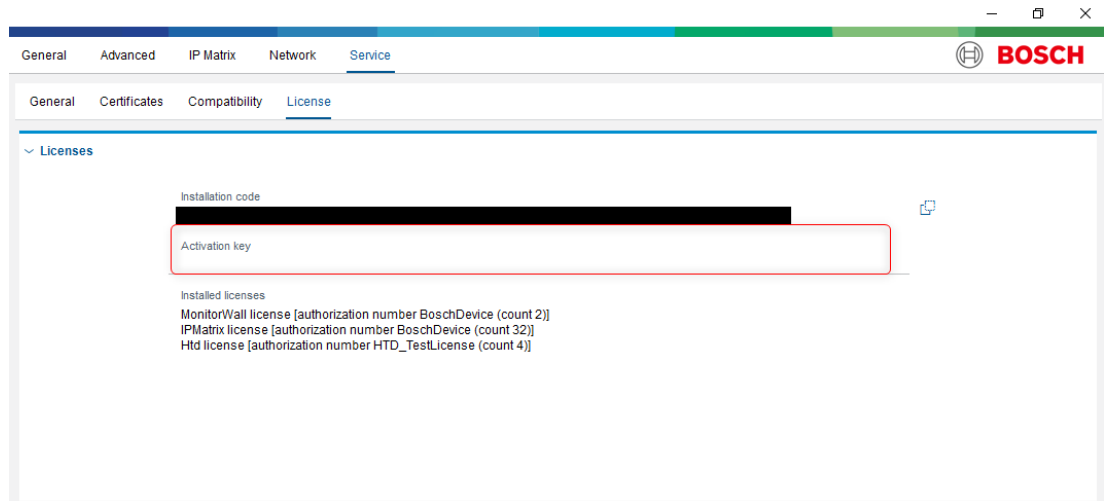 General Advanced IP Matrix Network Service BOSCH
General Certificates Compatibility License
Licenses
Installation code
Activation key
Installed licenses
MonitorWall license [authorization number BoschDevice (count 2)]
IPMatrix license [authorization number BoschDevice (count 32)]
Htd license [authorization number HTD_TestLicense (count 4)]